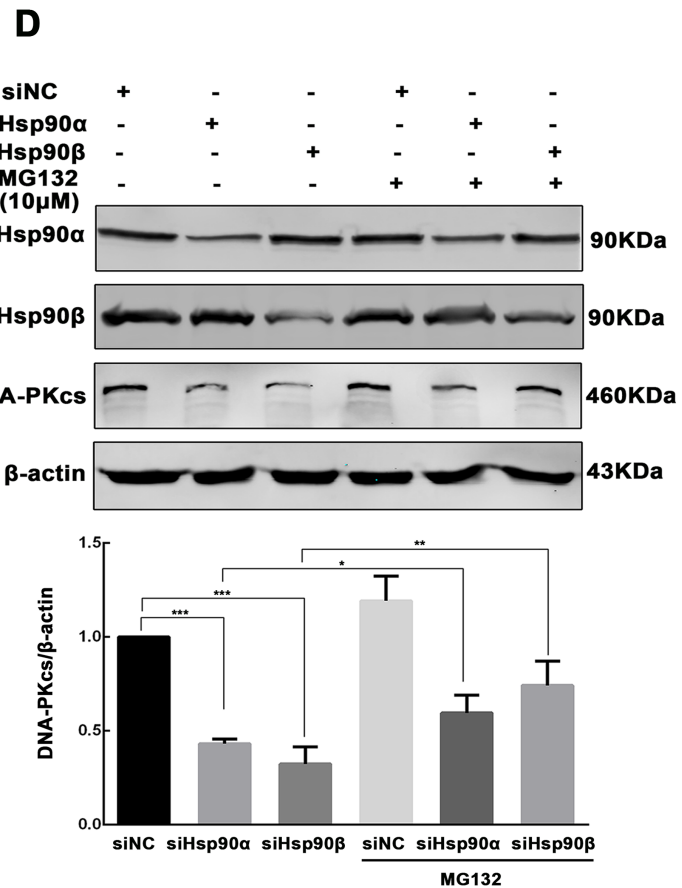 D
siNC + - - + - -
Hsp90α - + - - + -
Hsp90β - - + - - +
MG132 - - - + + +
(10μM)
Hsp90α 90KDa
Hsp90β 90KDa
A-PKcs 460KDa
β-actin 43KDa
1.5
1.0
0.5
0.0
DNA-PKcs/β-actin
**
*
***
***
siNC siHsp90α siHsp90β siNC siHsp90α siHsp90β
MG132